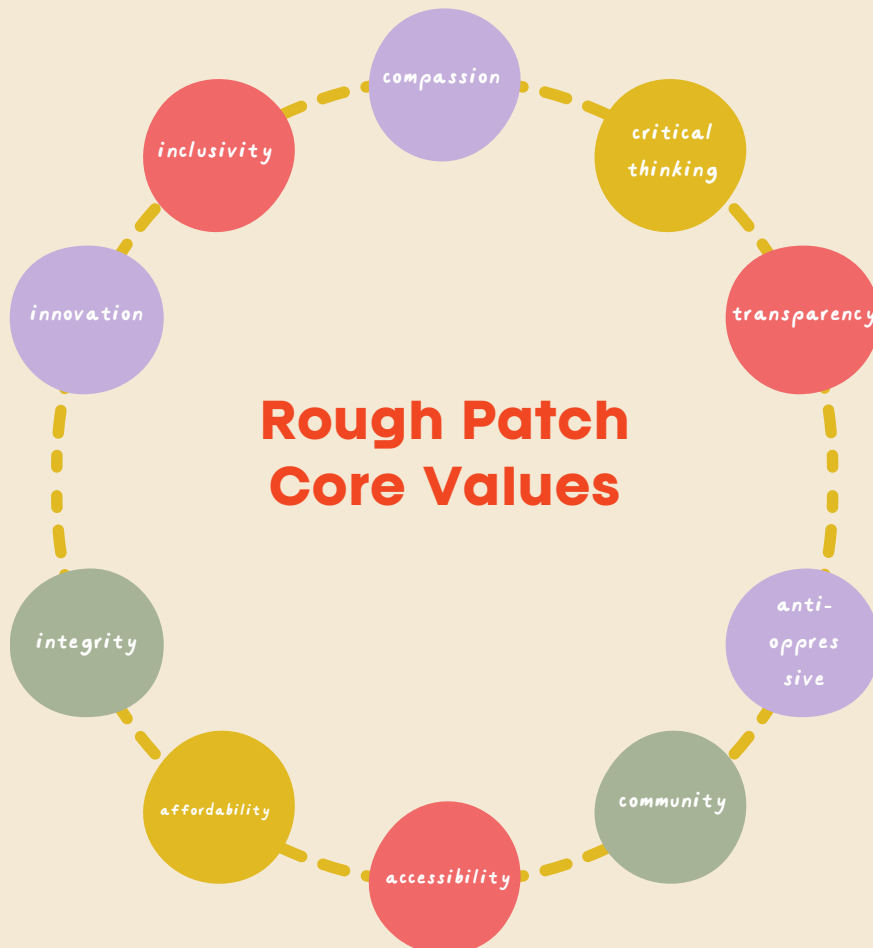 compassion
critical
thinking
transparency
anti-
oppres
sive
community
accessibility
affordability
integrity
innovation
inclusivity
Rough Patch
Core Values